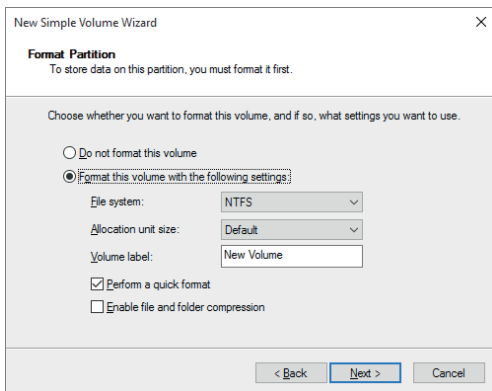 New Simple Volume Wizard
Format Partition
To store data on this partition, you must format it first.
Choose whether you want to format this volume, and if so, what settings you want to use.
Do not format this volume
Format this volume with the following settings:
File system: NTFS
Allocation unit size: Default
Volume label: New Volume
Perform a quick format
Enable file and folder compression
< Back Next > Cancel